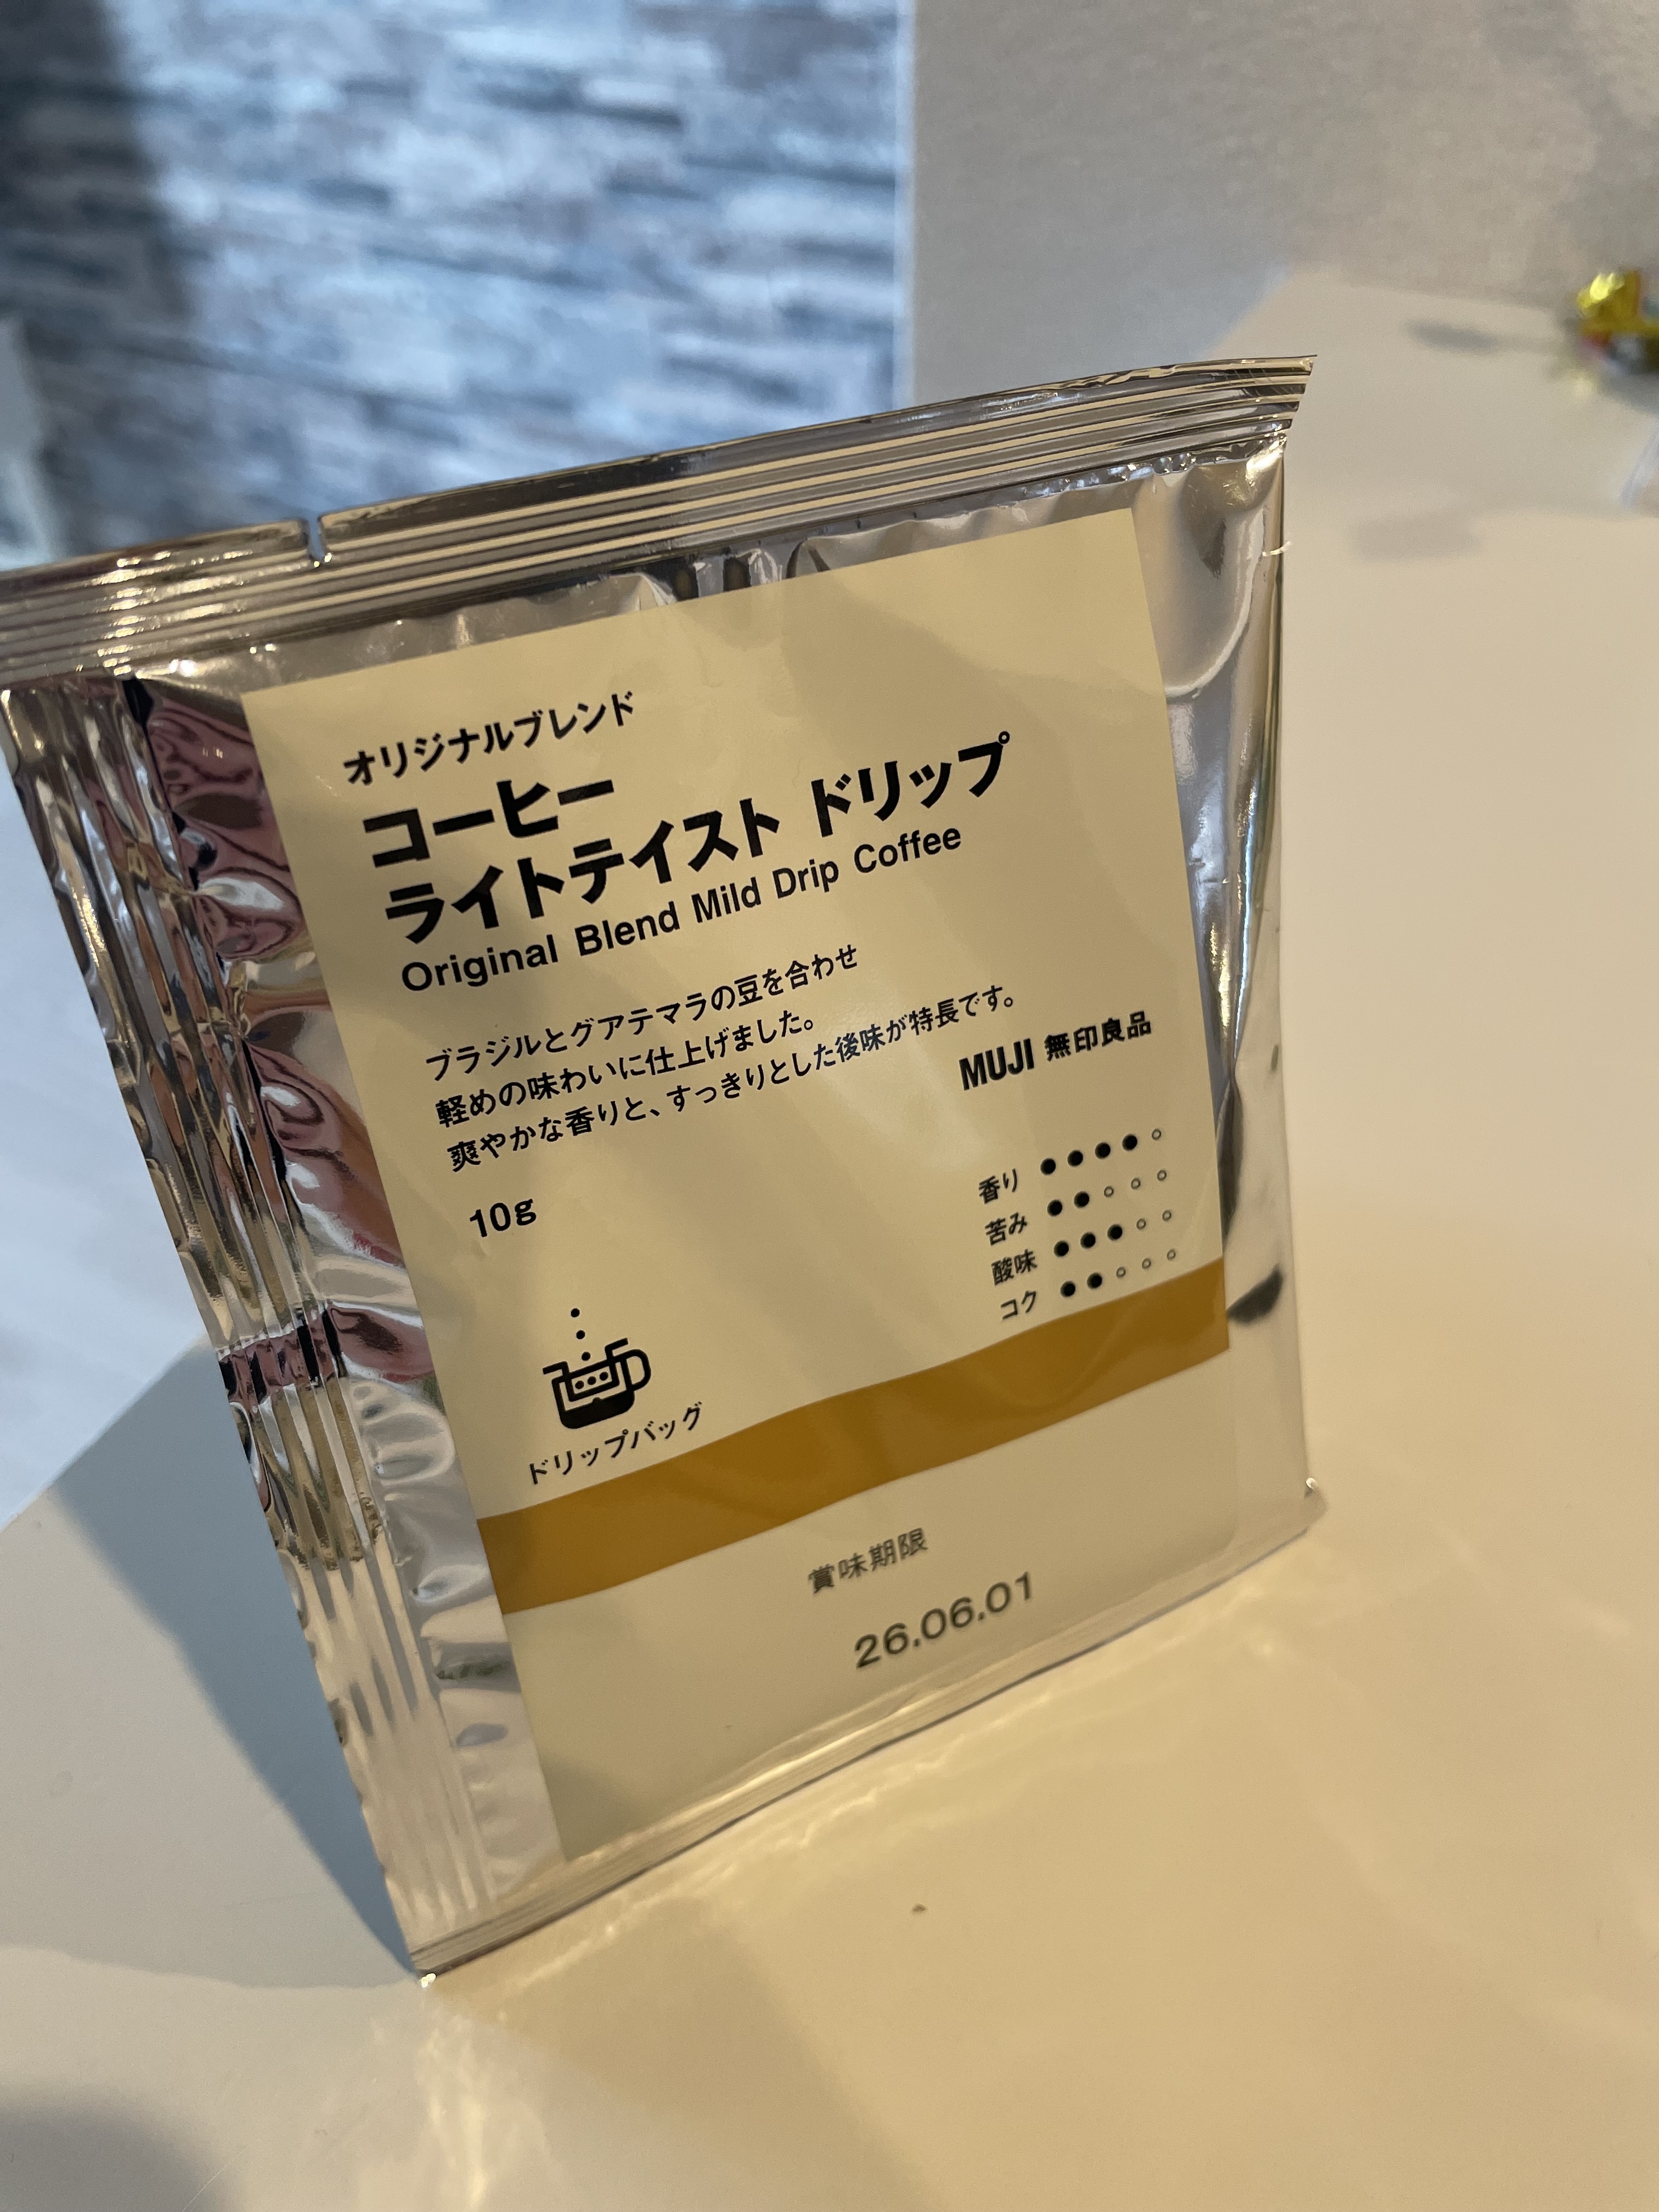 オリジナルブレンド
コーヒー
ライトテイスト ドリップ
Original Blend Mild Drip Coffee
ブラジルとグアテマラの豆を合わせ
軽めの味わいに仕上げました。
爽やかな香りと、すっきりとした後味が特長です。
MUJI 無印良品
10g
香り ●●●●○
苦み ●●○○○
酸味 ●●●○○
コク ●●○○○
ドリップバッグ
賞味期限
26.06.01